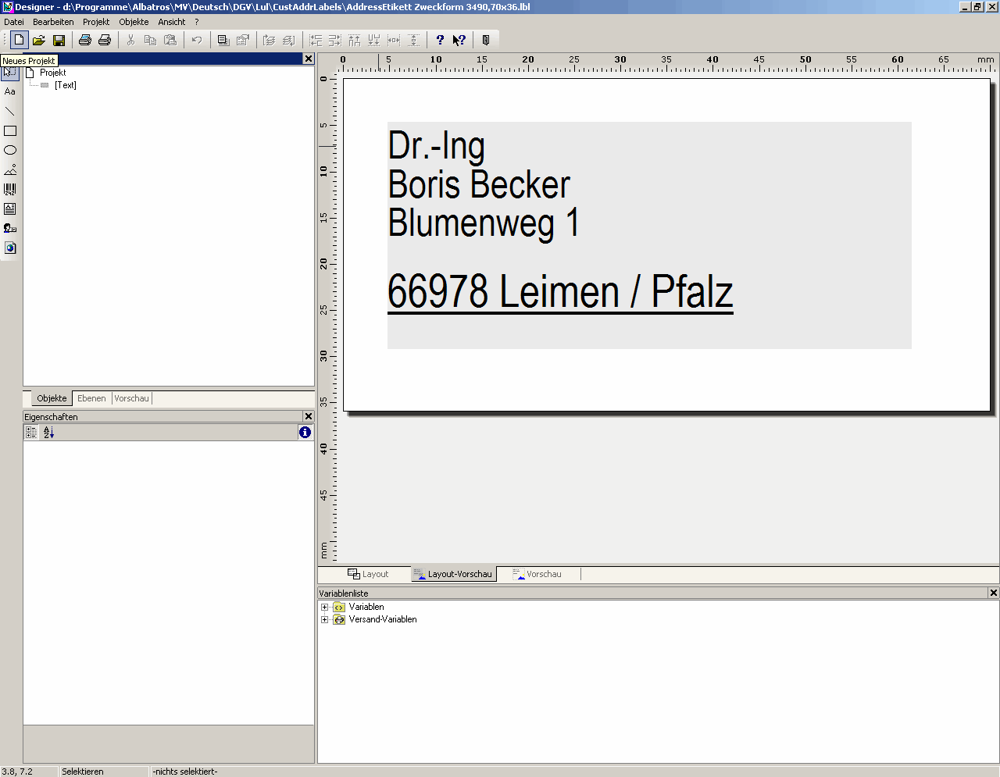 Designer - d:\Programme\Albatros\MV\Deutsch\DGV\Lul\CustAddrLabels\AddressEtikett Zweckform 3490,70x36.lbl
Datei Bearbeiten Projekt Objekte Ansicht ?
Neues Projekt
Projekt
[Text]
Aa
0 5 10 15 20 25 30 35 40 45 50 55 60 65 mm
0
5
10
15
20
25
30
35
40
45
mm
Dr.-Ing
Boris Becker
Blumenweg 1
66978 Leimen / Pfalz
Objekte Ebenen Vorschau
Eigenschaften
Layout Layout-Vorschau Vorschau
Variablenliste
Variablen
Versand-Variablen
3.8, 7.2 Selektieren -nichts selektiert-